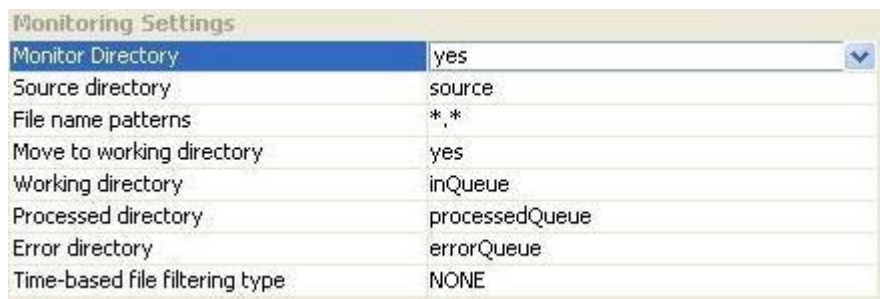 Monitoring Settings
Monitor Directory yes
Source directory source
File name patterns *.*
Move to working directory yes
Working directory inQueue
Processed directory processedQueue
Error directory errorQueue
Time-based file filtering type NONE